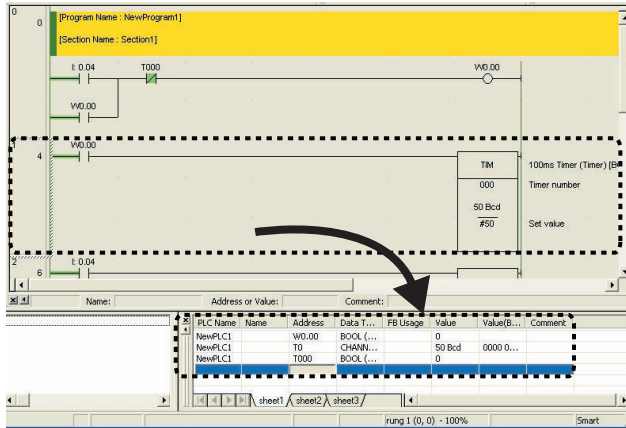 0
0
[Program Name : NewProgram1]
[Section Name : Section1]
I: 0.04 T000 W0.00
W0.00
1
4
W0.00
TIM 100ms Timer (Timer) [B
000 Timer number
50 Bcd
#50 Set value
2
6
I: 0.04
Name: Address or Value: Comment:
PLC Name Name Address Data T... FB Usage Value Value(B... Comment
NewPLC1 W0.00 BOOL (... 0
NewPLC1 T0 CHANN... 50 Bcd 0000 0...
NewPLC1 T000 BOOL (... 0
sheet1 sheet2 sheet3
rung 1 (0, 0) - 100% Smart